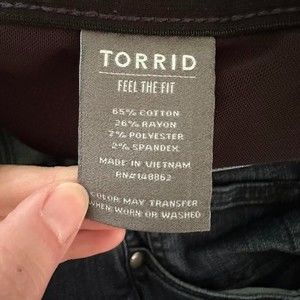 TORRID
FEEL THE FIT
65% COTTON
26% RAYON
7% POLYESTER
2% SPANDEX
MADE IN VIETNAM
RN#140862
COLOR MAY TRANSFER
WHEN WORN OR WASHED